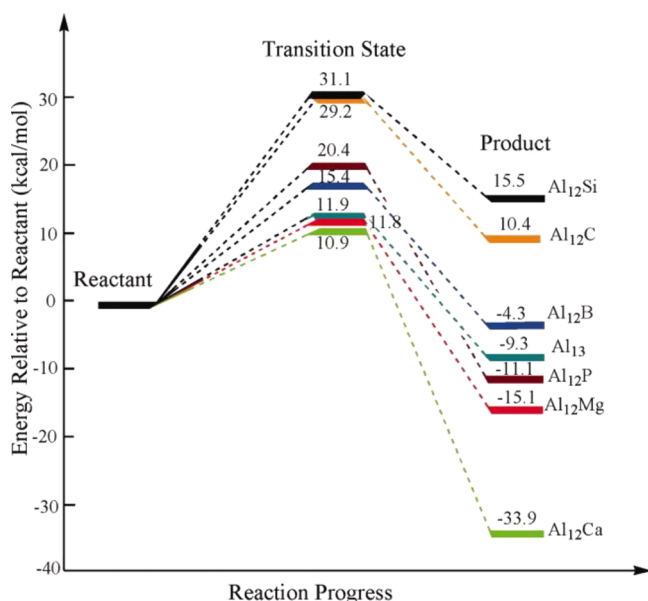 Transition State
31.1
30
29.2
Product
20.4
20
15.4
15.5
Al12Si
11.9
11.8
10
10.9
10.4
Al12C
Reactant
0
-4.3
Al12B
-9.3
Al13
-10
-11.1
Al12P
-15.1
Al12Mg
-20
-30
-33.9
Al12Ca
-40
Energy Relative to Reactant (kcal/mol)
Reaction Progress